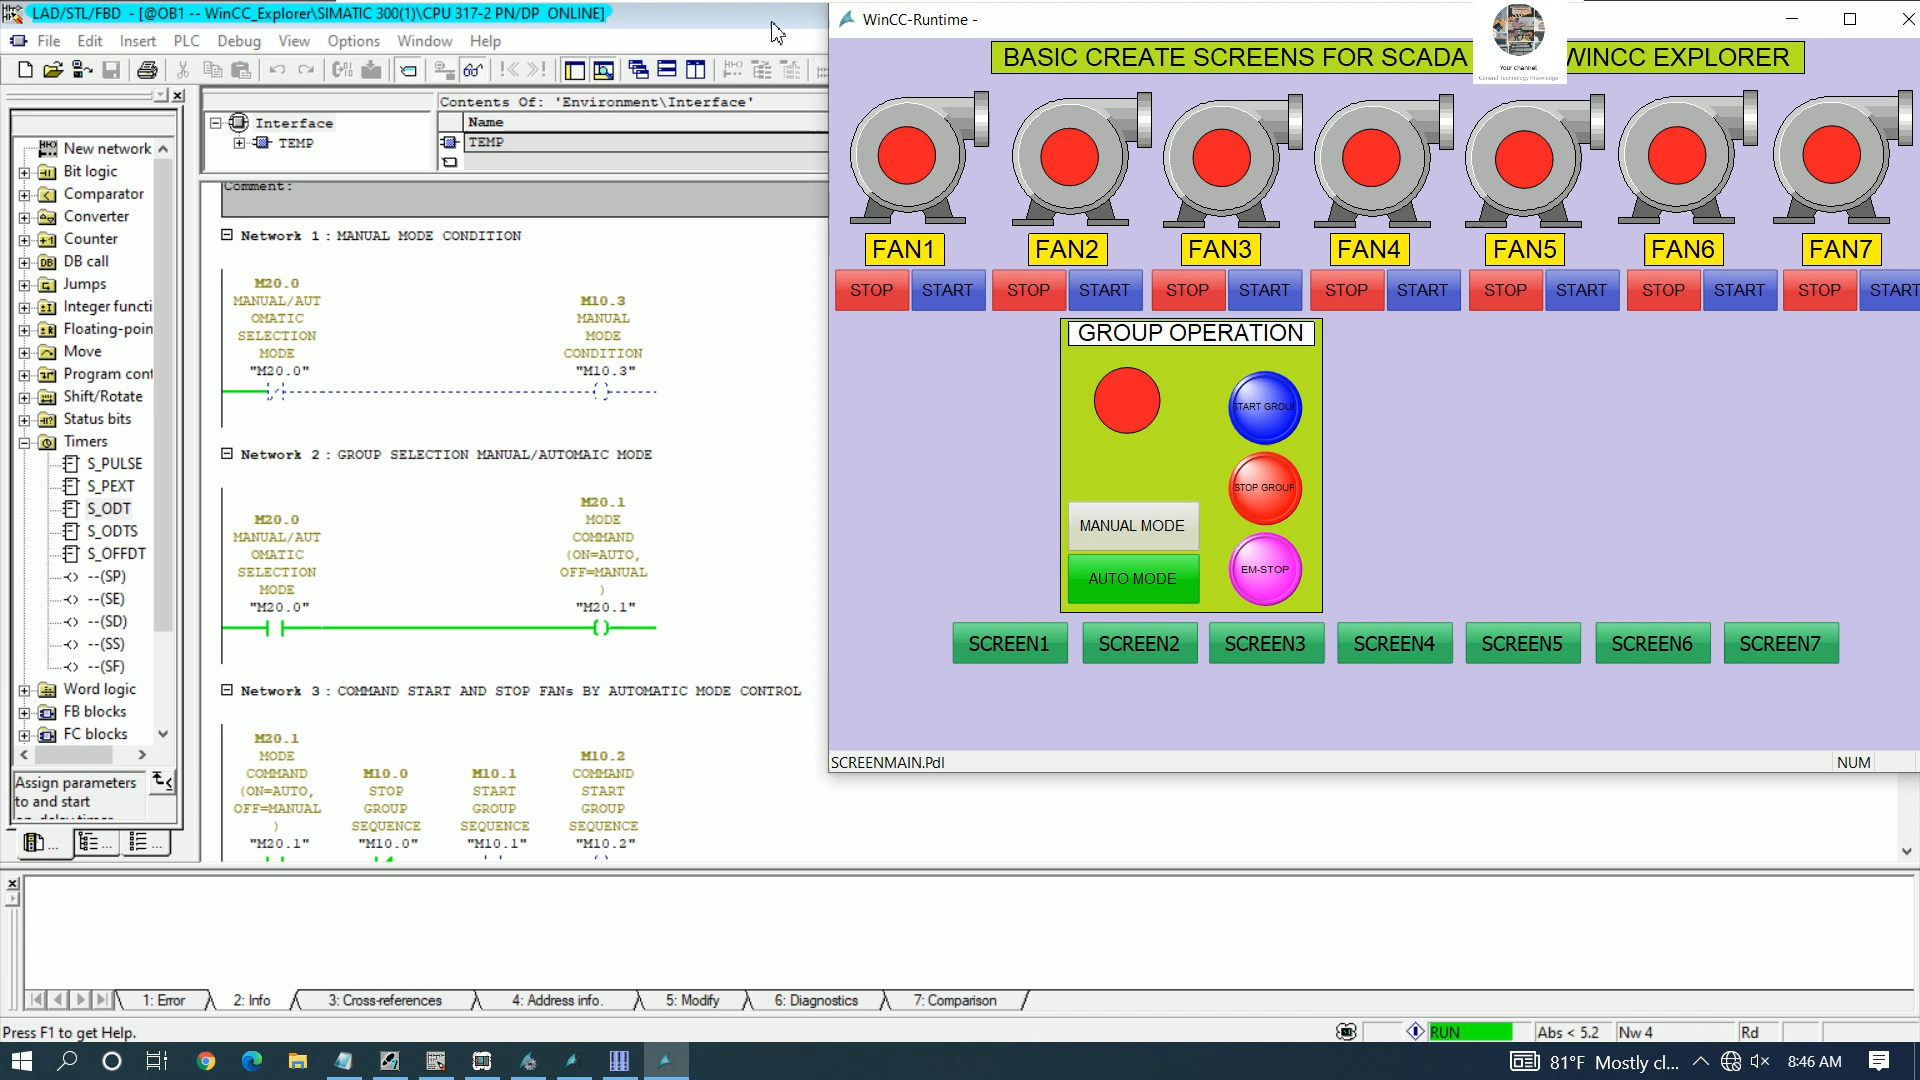 LAD/STL/FBD - [@OB1 -- WinCC_Explorer\SIMATIC 300(1)\CPU 317-2 PN/DP ONLINE]
File Edit Insert PLC Debug View Options Window Help
New network
Bit logic
Comparator
Converter
Counter
DB call
Jumps
Integer functi
Floating-poin
Move
Program cont
Shift/Rotate
Status bits
Timers
S_PULSE
S_PEXT
S_ODT
S_ODTS
S_OFFDT
--(SP)
--(SE)
--(SD)
--(SS)
--(SF)
Word logic
FB blocks
FC blocks
Assign parameters
to and start
Interface
TEMP
Contents Of: 'Environment\Interface'
Name
TEMP
Comment:
Network 1 : MANUAL MODE CONDITION
M20.0
MANUAL/AUT
OMATIC
SELECTION
MODE
"M20.0"
M10.3
MANUAL
MODE
CONDITION
"M10.3"
Network 2 : GROUP SELECTION MANUAL/AUTOMAIC MODE
M20.0
MANUAL/AUT
OMATIC
SELECTION
MODE
"M20.0"
M20.1
MODE
COMMAND
(ON=AUTO,
OFF=MANUAL
)
"M20.1"
Network 3 : COMMAND START AND STOP FANs BY AUTOMATIC MODE CONTROL
M20.1
MODE
COMMAND
(ON=AUTO,
OFF=MANUAL
)
"M20.1"
M10.0
STOP
GROUP
SEQUENCE
"M10.0"
M10.1
START
GROUP
SEQUENCE
"M10.1"
M10.2
COMMAND
START
GROUP
SEQUENCE
"M10.2"
WinCC-Runtime -
BASIC CREATE SCREENS FOR SCADA WINCC EXPLORER
Your channel
General Technology Knowledge
FAN1 FAN2 FAN3 FAN4 FAN5 FAN6 FAN7
STOP START STOP START STOP START STOP START STOP START STOP START STOP START
GROUP OPERATION
START GROUP
STOP GROUP
MANUAL MODE
EM-STOP
AUTO MODE
SCREEN1 SCREEN2 SCREEN3 SCREEN4 SCREEN5 SCREEN6 SCREEN7
SCREENMAIN.Pdl
NUM
1: Error 2: Info 3: Cross-references 4: Address info. 5: Modify 6: Diagnostics 7: Comparison
Press F1 to get Help.
RUN Abs < 5.2 Nw 4 Rd
81°F Mostly cl... 8:46 AM